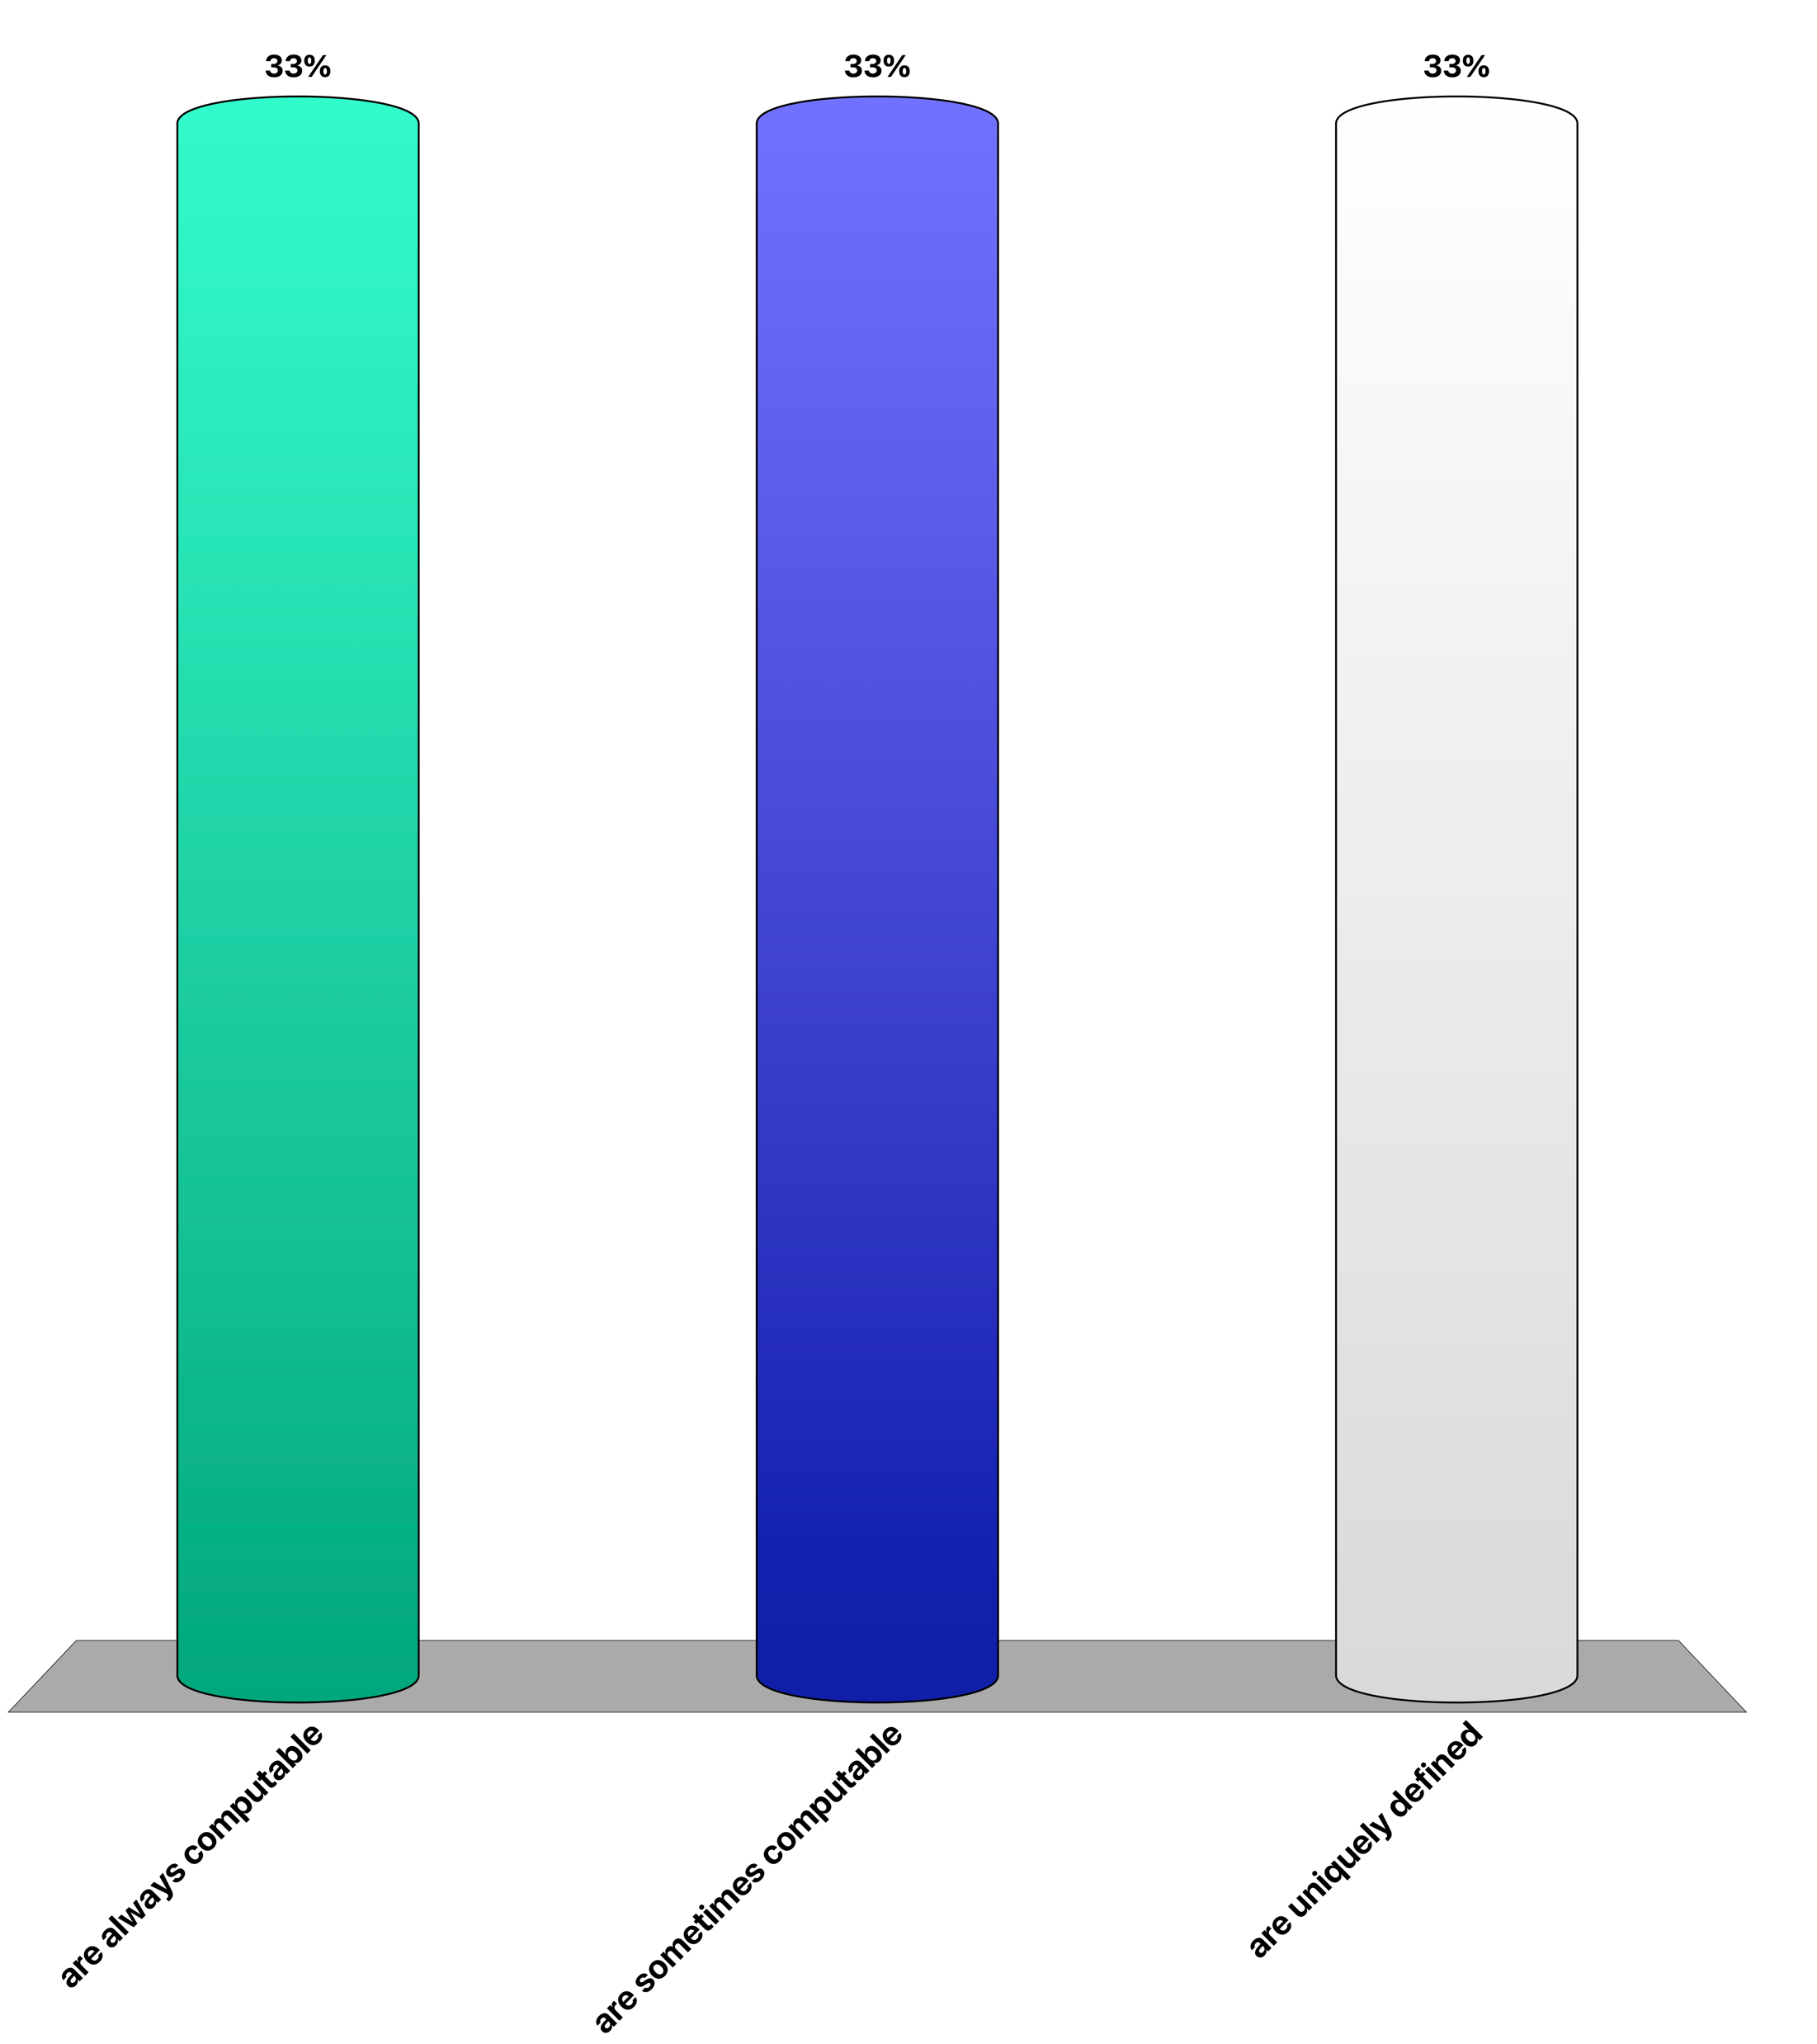 33%
33%
33%
are always computable
are sometimes computable
are uniquely defined